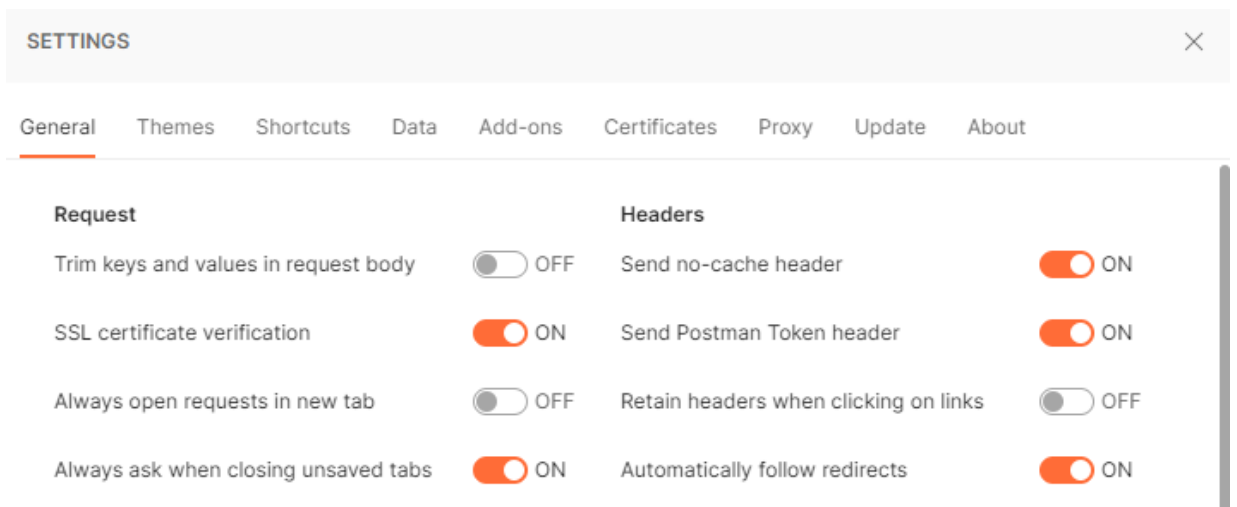 SETTINGS
General Themes Shortcuts Data Add-ons Certificates Proxy Update About
Request Headers
Trim keys and values in request body OFF Send no-cache header ON
SSL certificate verification ON Send Postman Token header ON
Always open requests in new tab OFF Retain headers when clicking on links OFF
Always ask when closing unsaved tabs ON Automatically follow redirects ON